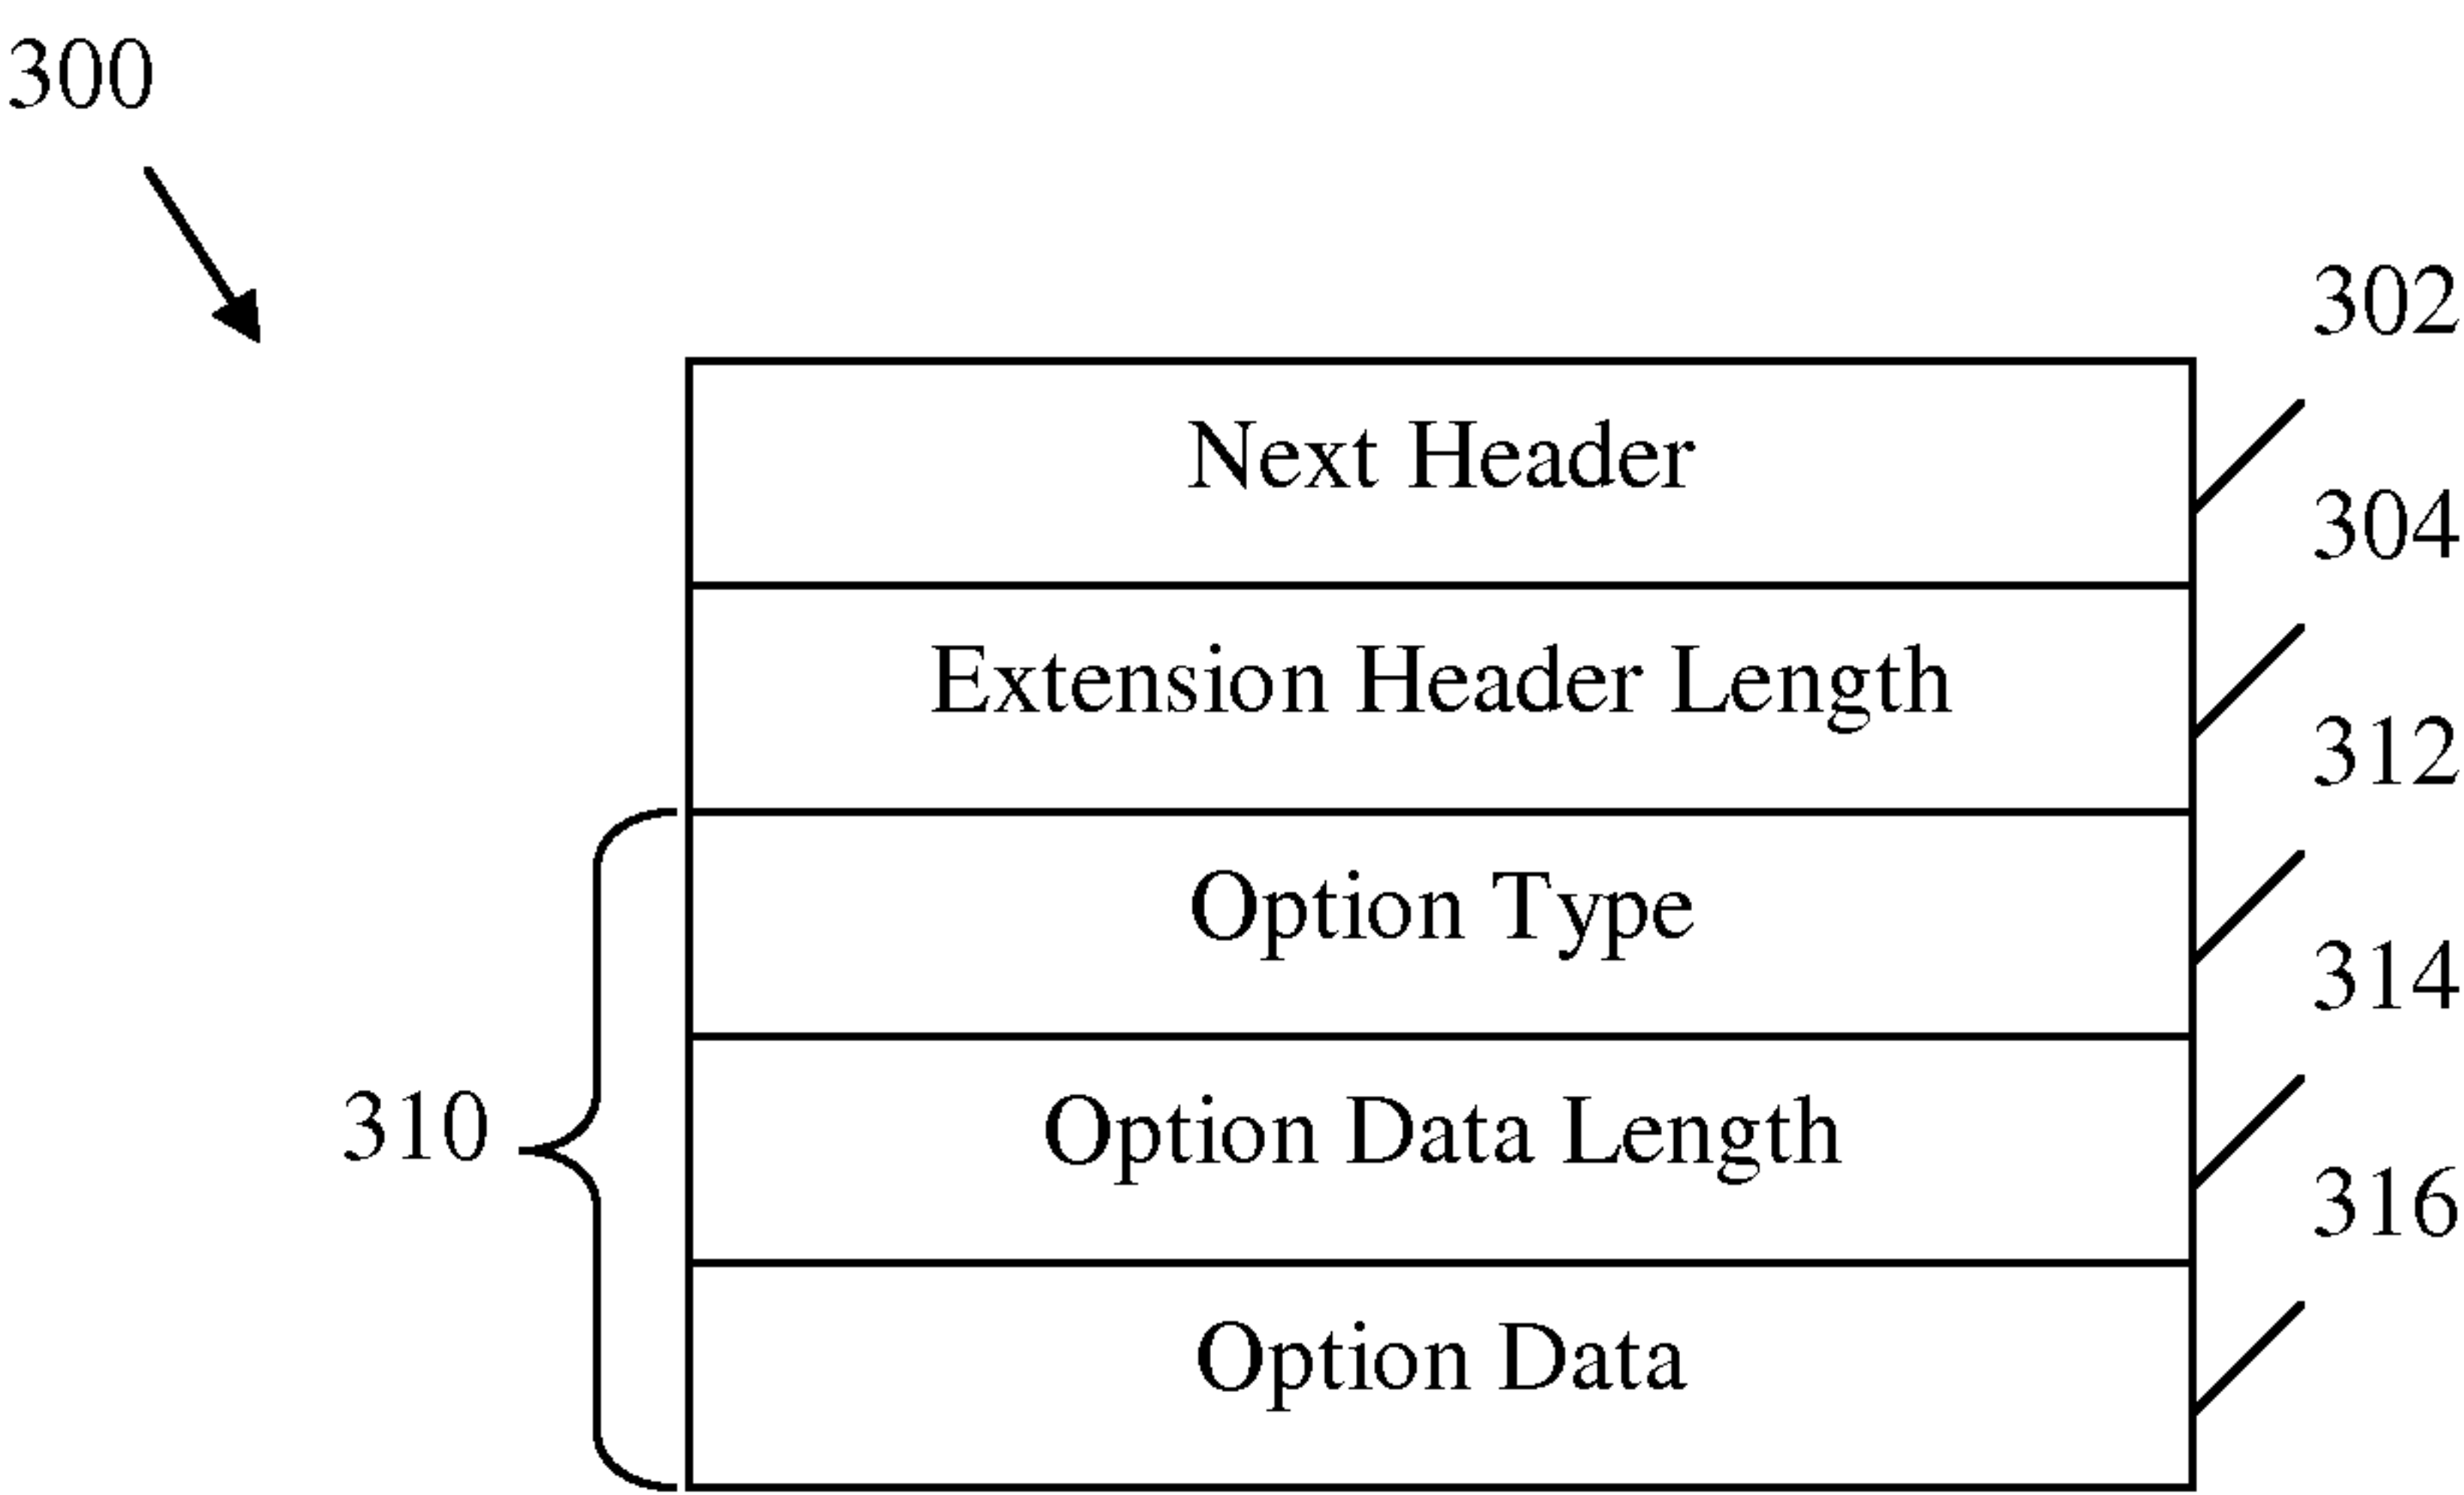 300
302
Next Header
304
Extension Header Length
312
Option Type
314
310
Option Data Length
316
Option Data